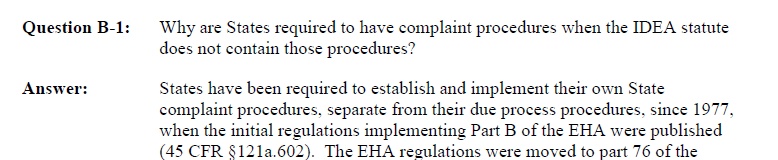 Question B-1: Why are States required to have complaint procedures when the IDEA statute
does not contain those procedures?
Answer: States have been required to establish and implement their own State
complaint procedures, separate from their due process procedures, since 1977,
when the initial regulations implementing Part B of the EHA were published
(45 CFR §121a.602). The EHA regulations were moved to part 76 of the